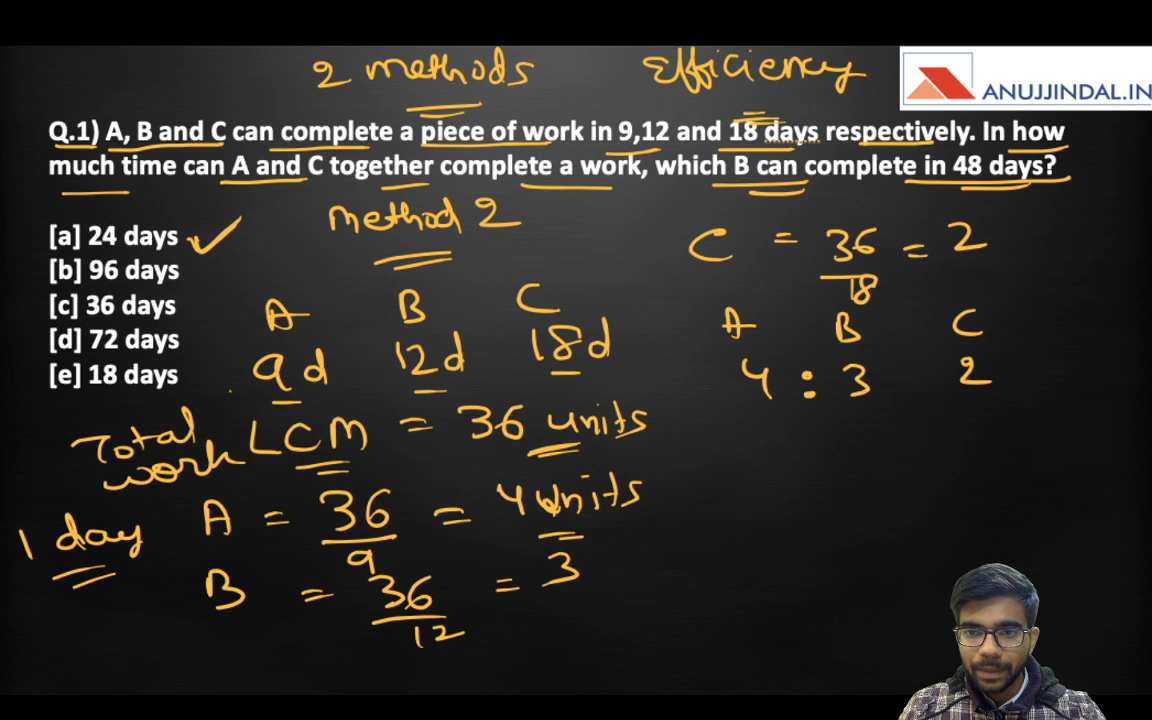 2 methods Efficiency
ANUJJINDAL.IN
Q.1) A, B and C can complete a piece of work in 9,12 and 18 days respectively. In how
much time can A and C together complete a work, which B can complete in 48 days?
[a] 24 days
[b] 96 days
[c] 36 days
[d] 72 days
[e] 18 days
method 2
A B C
9d 12d 18d
Total work LCM = 36 units
1 day A = 36/9 = 4 units
B = 36/12 = 3
C = 36/18 = 2
A B C
4 : 3 2